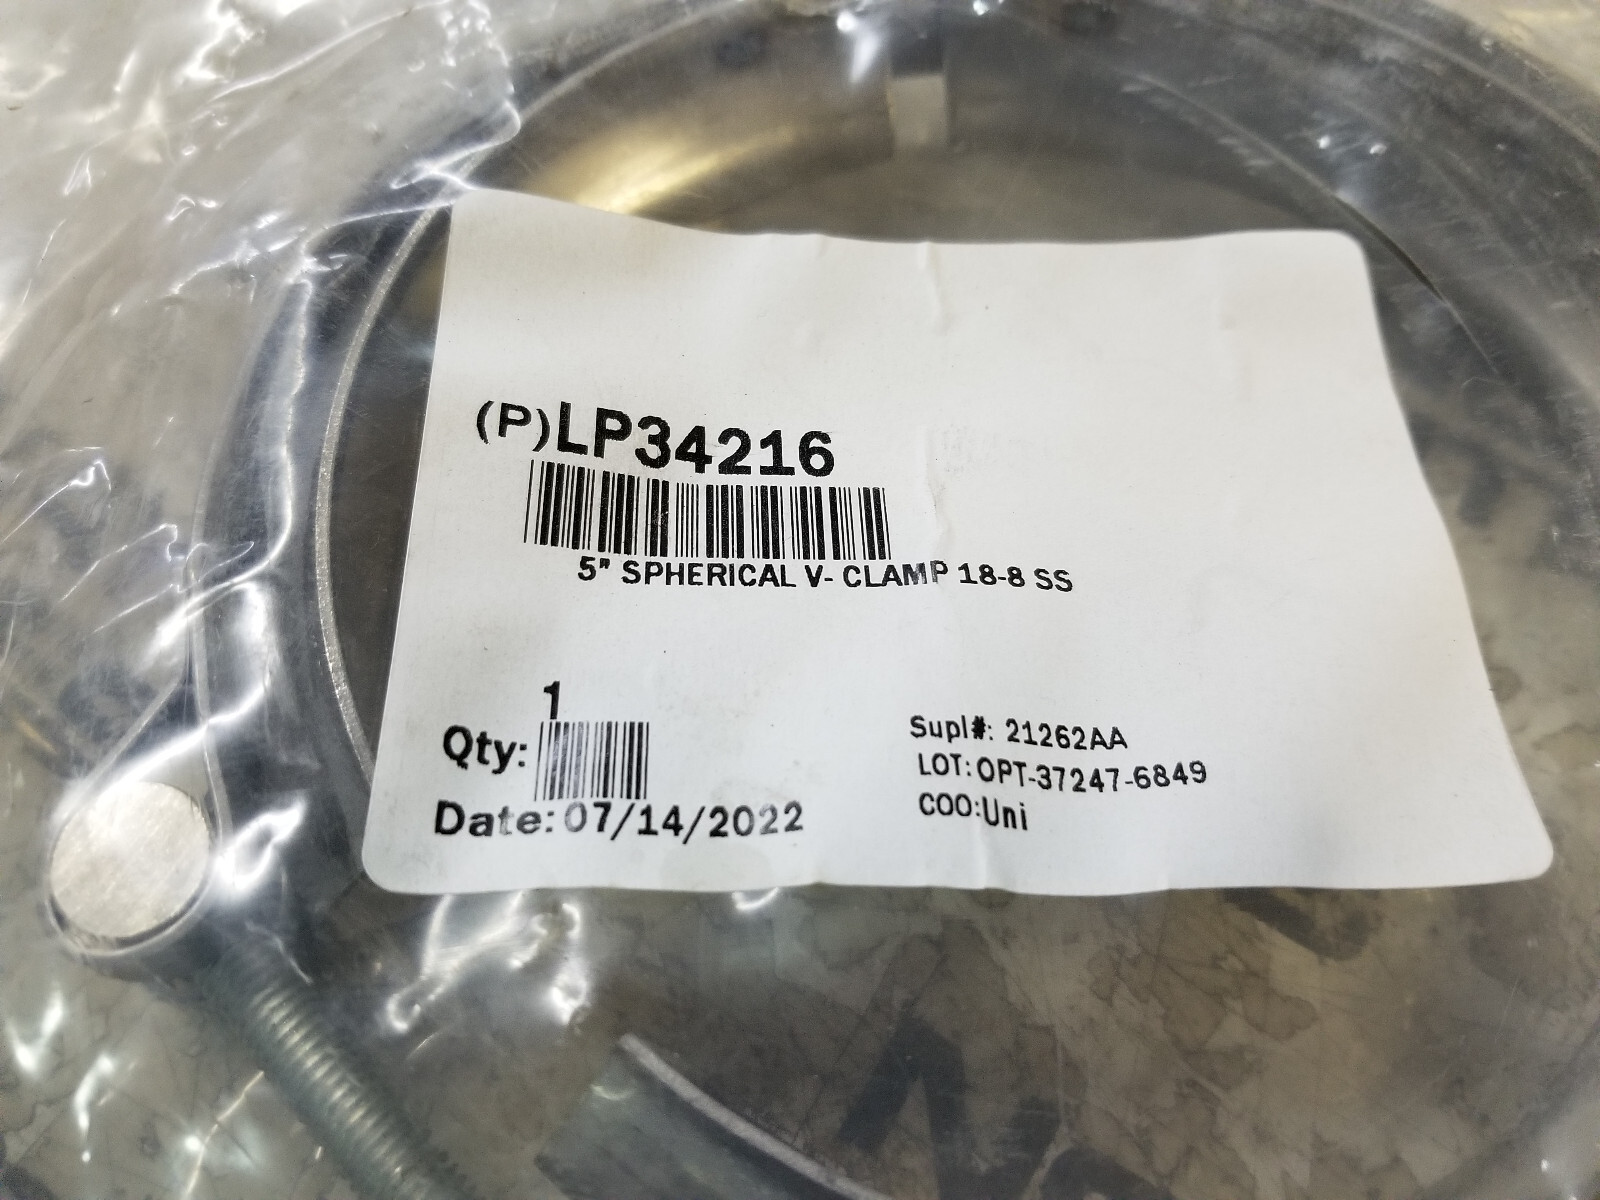 (P)LP34216
5" SPHERICAL V- CLAMP 18-8 SS
1
Qty:
Date:07/14/2022
Supl#: 21262AA
LOT:OPT-37247-6849
COO:Uni